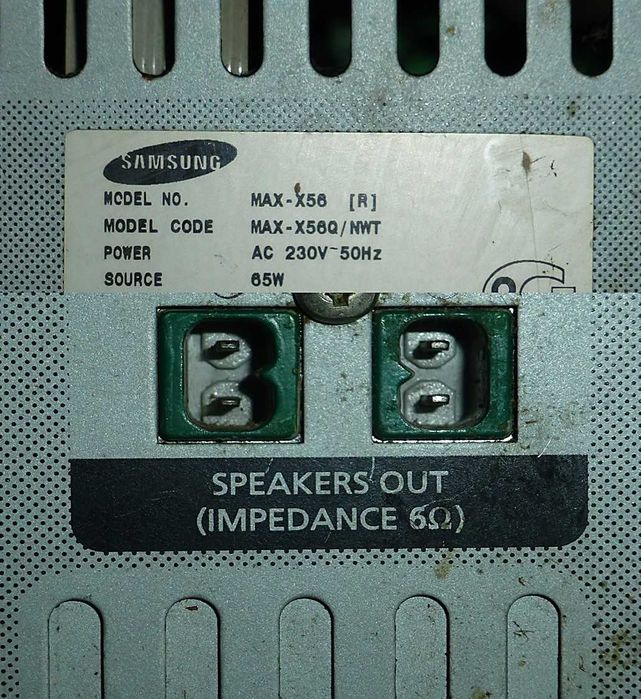 SAMSUNG
MODEL NO. MAX-X56 [R]
MODEL CODE MAX-X56Q/NWT
POWER AC 230V~50Hz
SOURCE 65W
SPEAKERS OUT
(IMPEDANCE 6Ω)